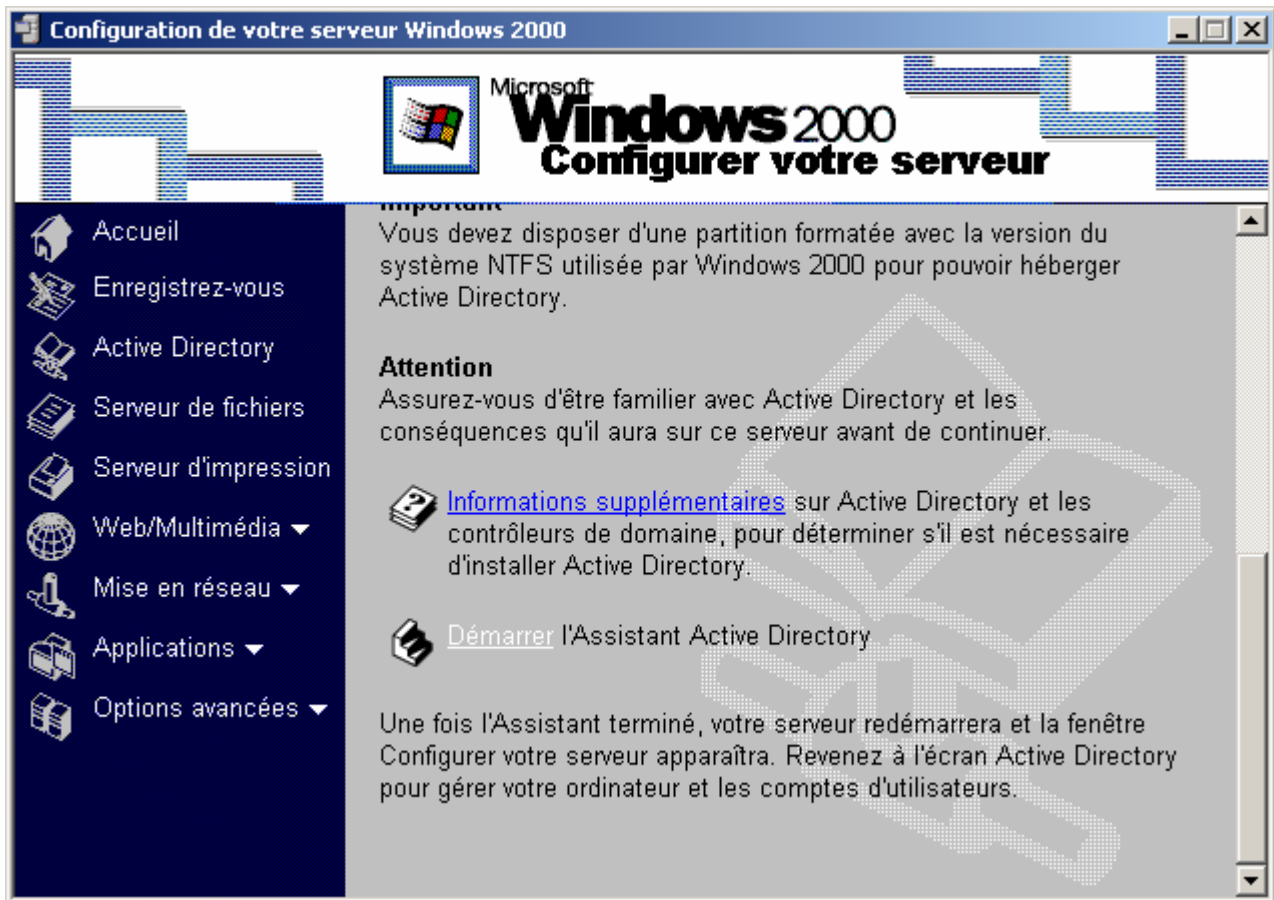 Configuration de votre serveur Windows 2000
Microsoft
Windows 2000
Configurer votre serveur
Accueil
Enregistrez-vous
Active Directory
Serveur de fichiers
Serveur d'impression
Web/Multimédia
Mise en réseau
Applications
Options avancées
Important
Vous devez disposer d'une partition formatée avec la version du
système NTFS utilisée par Windows 2000 pour pouvoir héberger
Active Directory.
Attention
Assurez-vous d'être familier avec Active Directory et les
conséquences qu'il aura sur ce serveur avant de continuer.
Informations supplémentaires sur Active Directory et les
contrôleurs de domaine, pour déterminer s'il est nécessaire
d'installer Active Directory.
Démarrer l'Assistant Active Directory
Une fois l'Assistant terminé, votre serveur redémarrera et la fenêtre
Configurer votre serveur apparaîtra. Revenez à l'écran Active Directory
pour gérer votre ordinateur et les comptes d'utilisateurs.